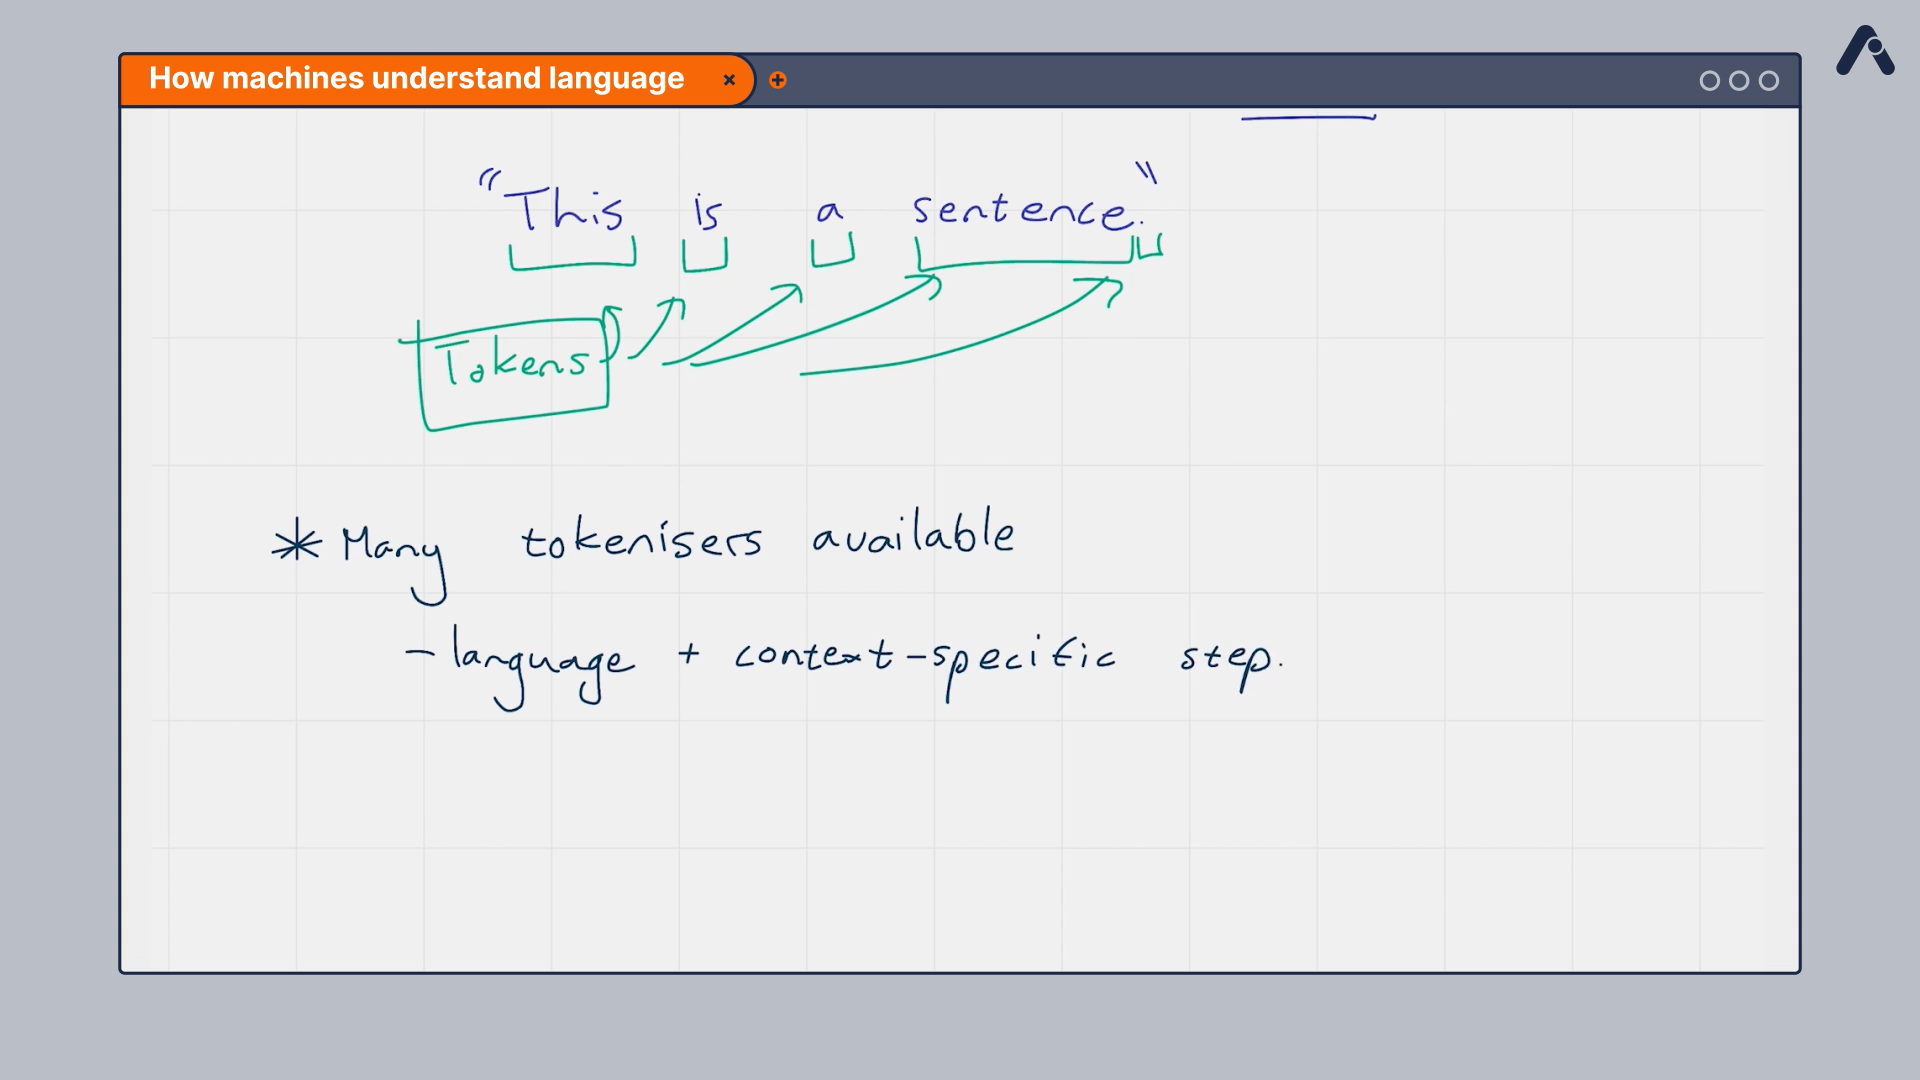 How machines understand language
"This is a sentence."
Tokens
* Many tokenisers available
- language + context-specific step.